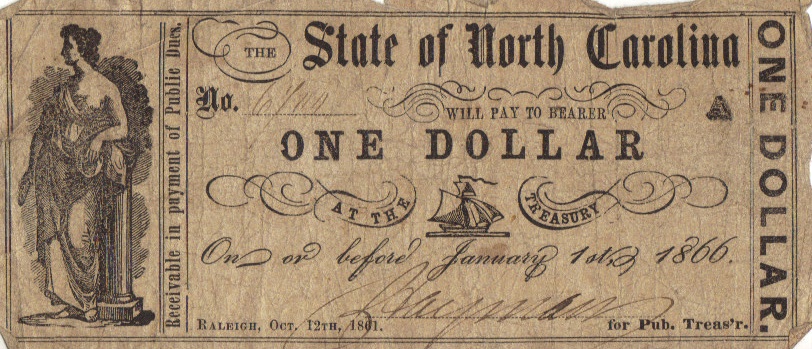 Receivable in payment of Public Dues.
THE State of North Carolina
No.
WILL PAY TO BEARER
A
ONE DOLLAR
AT THE TREASURY
On or before January 1st, 1866.
RALEIGH, OCT. 12TH, 1861.
for Pub. Treas'r.
ONE DOLLAR.